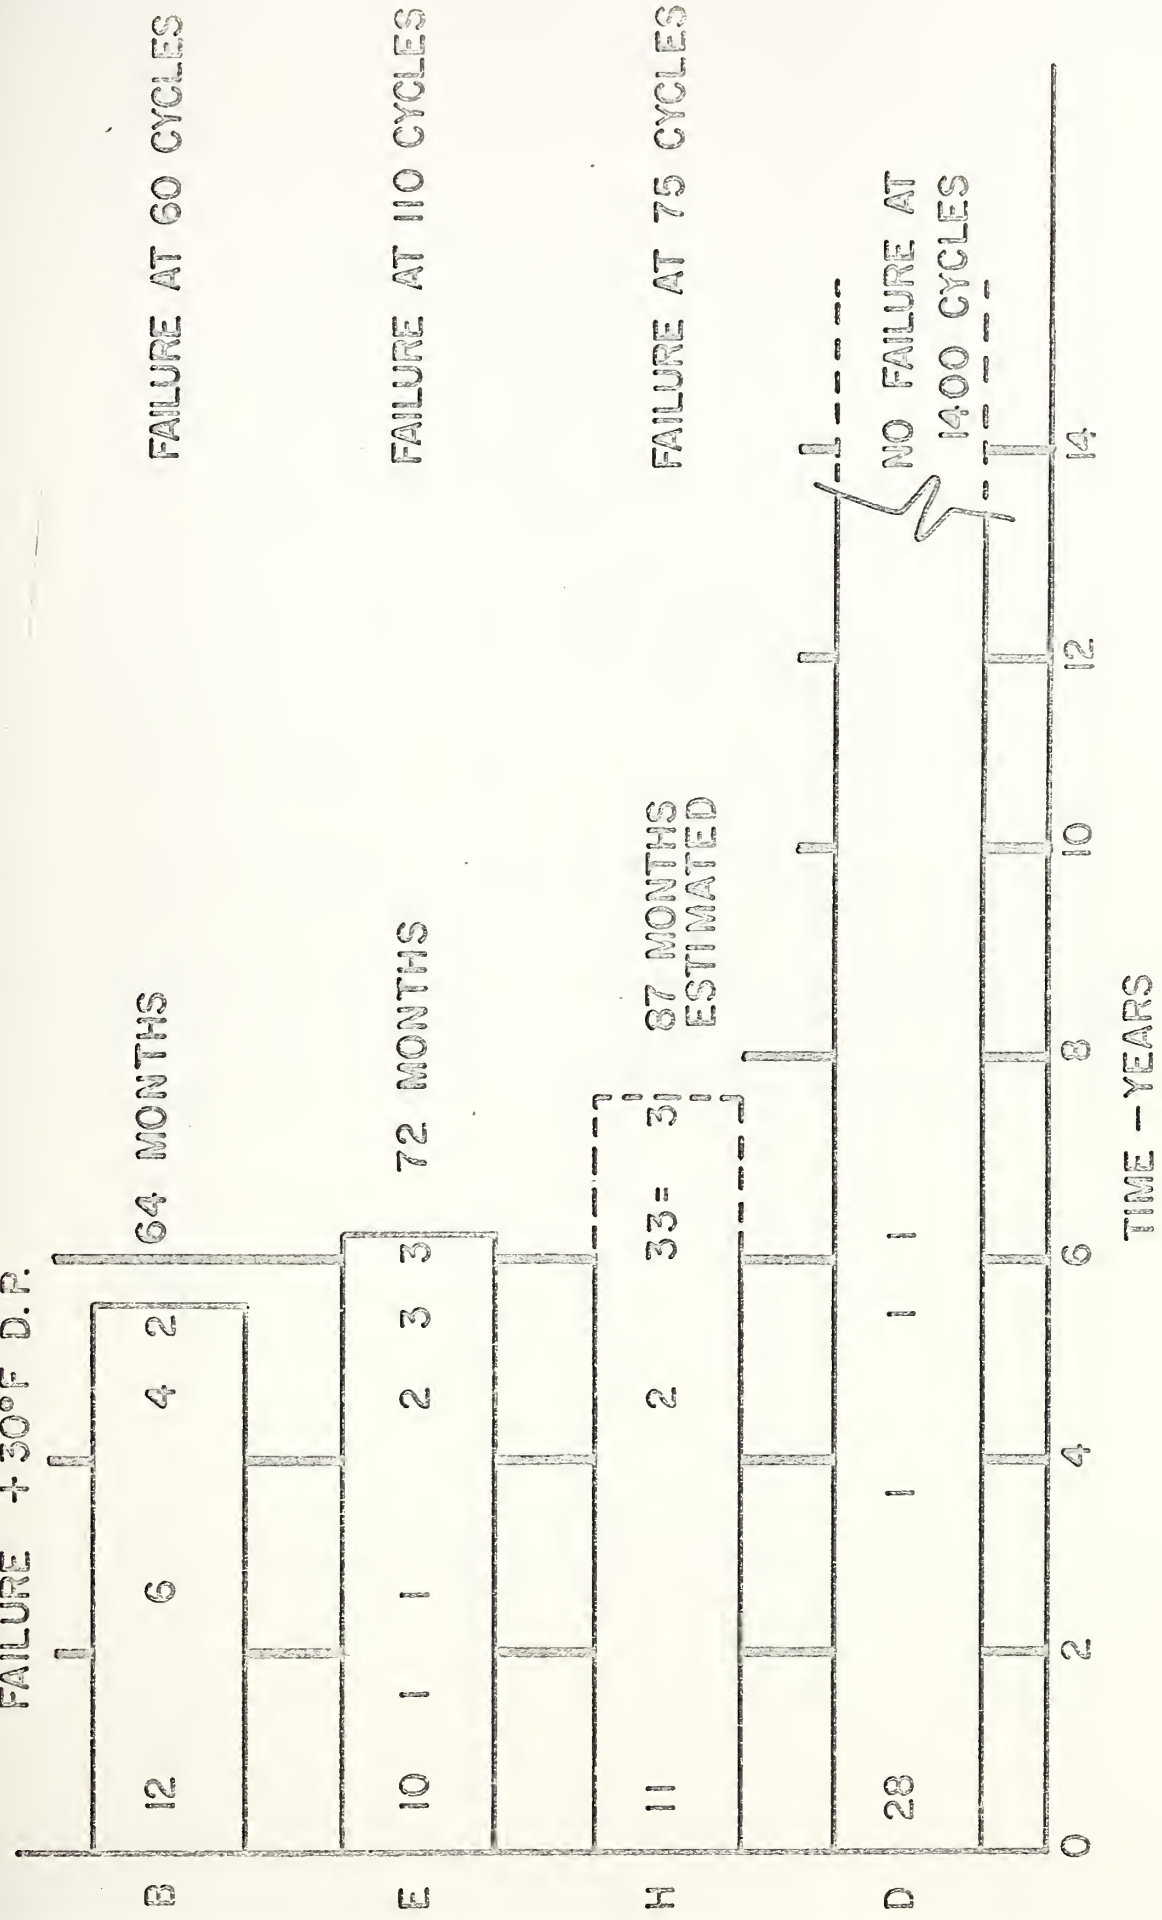 FAILURE +30°F D.P.
B 12 6 4 2 64 MONTHS FAILURE AT 60 CYCLES
E 10 1 1 2 3 3 72 MONTHS FAILURE AT 110 CYCLES
H 11 2 33= 3 87 MONTHS FAILURE AT 75 CYCLES
ESTIMATED
D 28 1 1 1 NO FAILURE AT
1400 CYCLES
0 2 4 6 8 10 12 14
TIME - YEARS